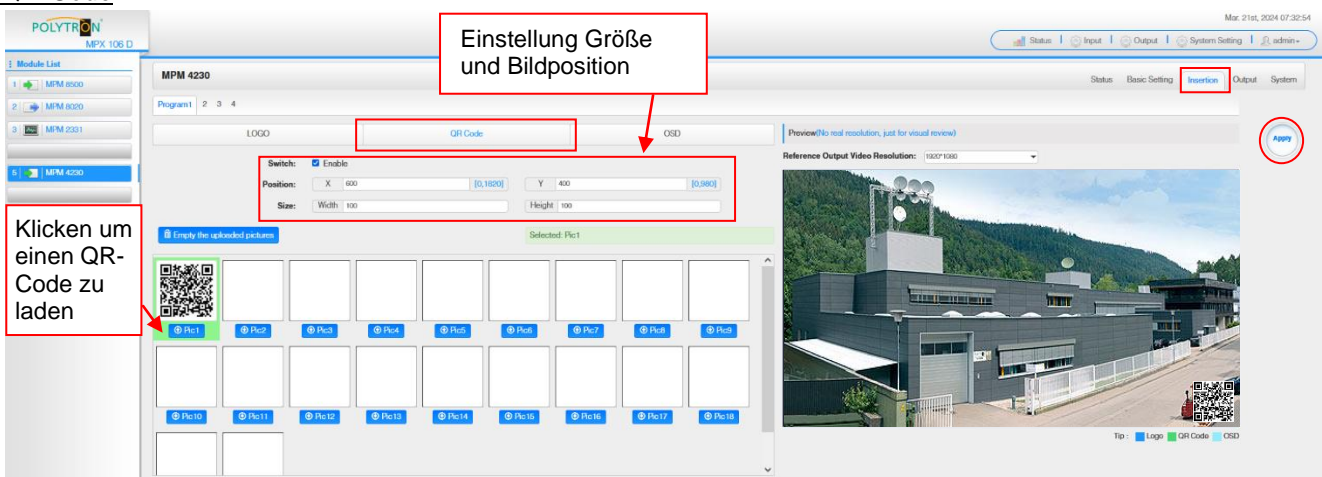 Mar. 21st, 2024 07:32:54
POLYTRON
MPX 106 D
Status Input Output System Setting admin
Module List
1 MPM 8500
2 MPM 8020
3 MPM 2331
5 MPM 4230
Einstellung Größe
und Bildposition
MPM 4230
Status Basic Setting Insertion Output System
Program1 2 3 4
LOGO QR Code OSD
Switch: Enable
Position: X 600 [0,1820] Y 400 [0,980]
Size: Width 100 Height 100
Empty the uploaded pictures
Selected: Pic1
Klicken um
einen QR-
Code zu
laden
Pic1 Pic2 Pic3 Pic4 Pic5 Pic6 Pic7 Pic8 Pic9
Pic10 Pic11 Pic12 Pic13 Pic14 Pic15 Pic16 Pic17 Pic18
Preview(No real resolution, just for visual review)
Apply
Reference Output Video Resolution: 1920*1080
Tip : Logo QR Code OSD